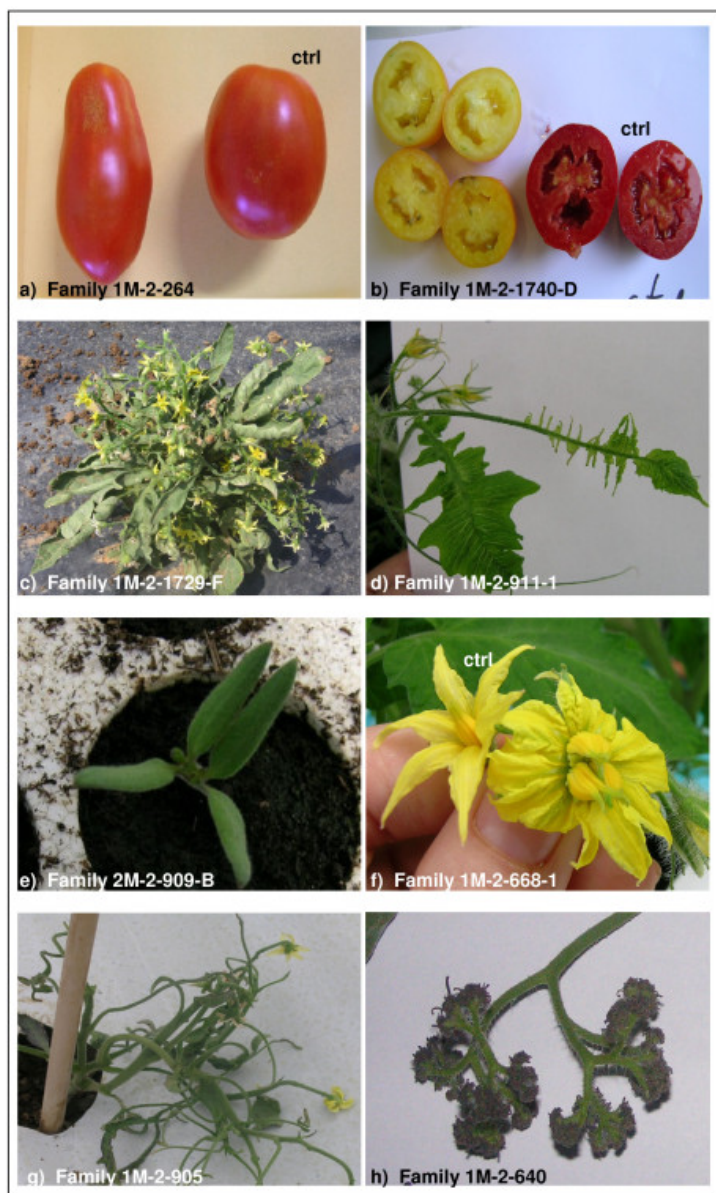 ctrl
a) Family 1M-2-264
ctrl
b) Family 1M-2-1740-D
c) Family 1M-2-1729-F
d) Family 1M-2-911-1
e) Family 2M-2-909-B
ctrl
f) Family 1M-2-668-1
g) Family 1M-2-905
h) Family 1M-2-640